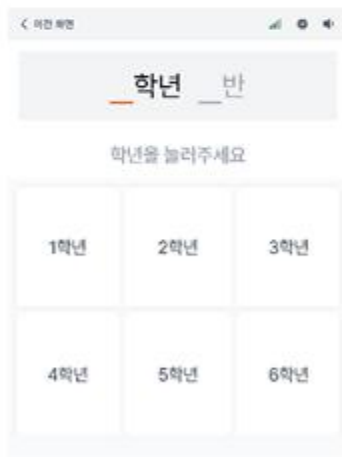 < 이전 화면
_학년 _반
학년을 눌러주세요
1학년 2학년 3학년
4학년 5학년 6학년